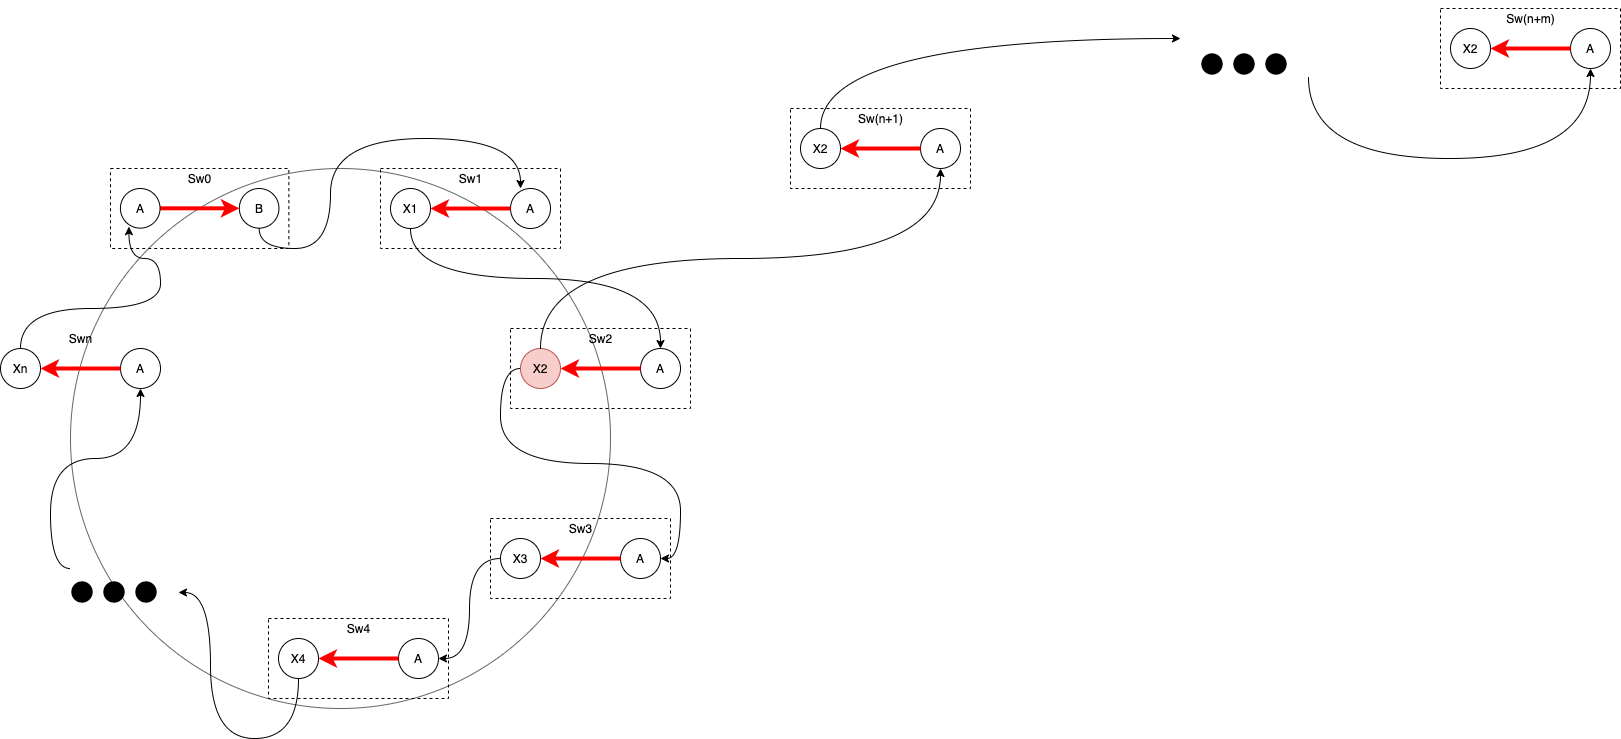 Sw(n+m)
X2 A
Sw(n+1)
X2 A
Sw0
A B
Sw1
X1 A
Swn
Xn A
Sw2
X2 A
Sw3
X3 A
Sw4
X4 A